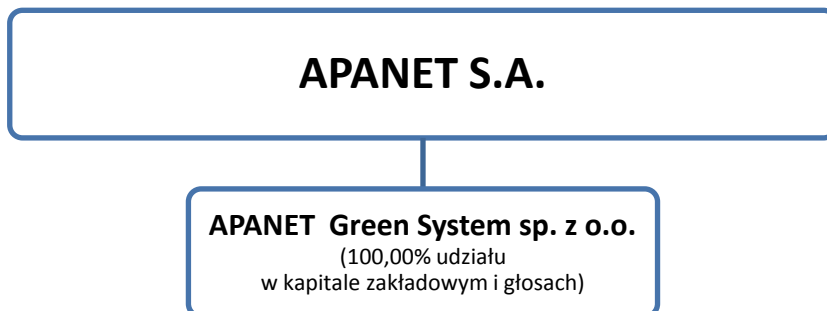 APANET S.A.
APANET Green System sp. z o.o.
(100,00% udziału
w kapitale zakładowym i głosach)